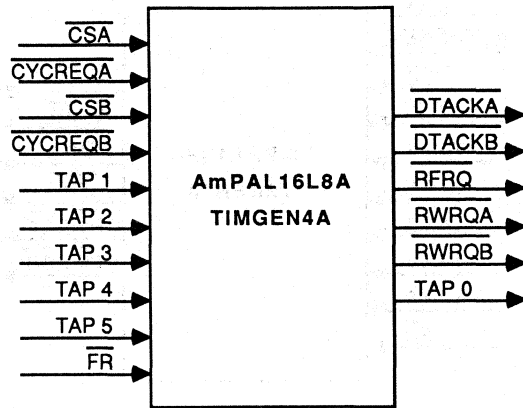 CSA
CYCREQA
CSB
CYCREQB
TAP 1
TAP 2
TAP 3
TAP 4
TAP 5
FR
AmPAL16L8A
TIMGEN4A
DTACKA
DTACKB
RFRQ
RWRQA
RWRQB
TAP 0